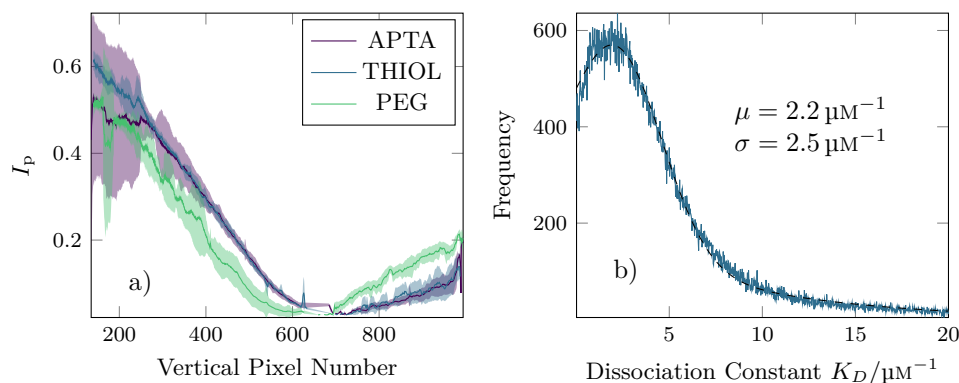 0.6
0.4
0.2
I_p
200 400 600 800
Vertical Pixel Number
APTA
THIOL
PEG
a)
600
400
200
Frequency
5 10 15 20
Dissociation Constant K_D/µM⁻¹
μ = 2.2 µM⁻¹
σ = 2.5 µM⁻¹
b)